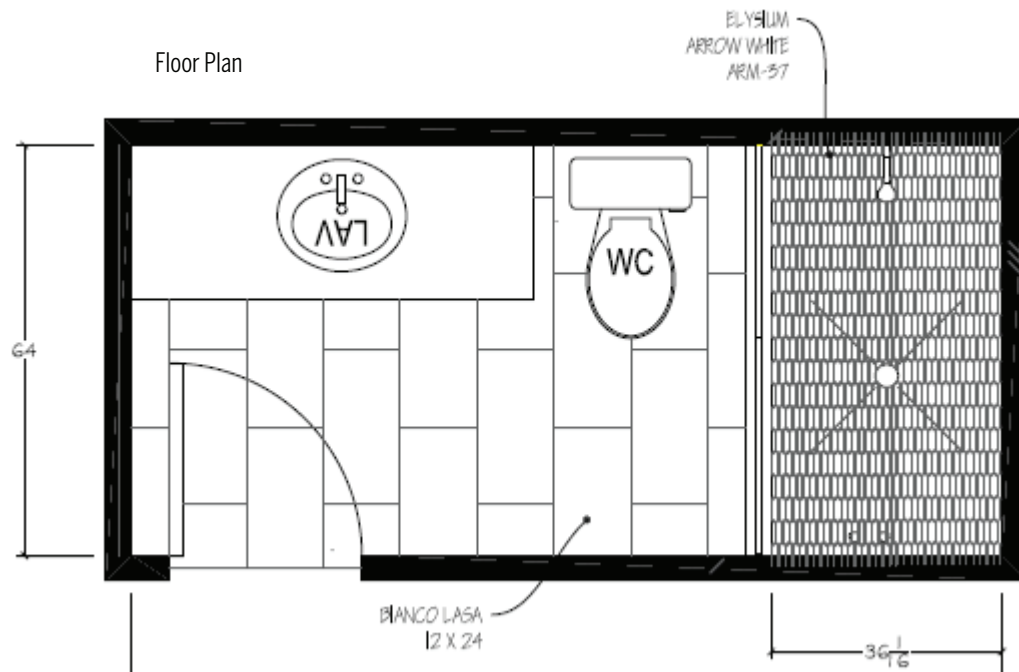 ELYSIUM
ARROW WHITE
ARM-37
Floor Plan
LAV
WC
64
BIANCO LASA
12 X 24
36 1/16